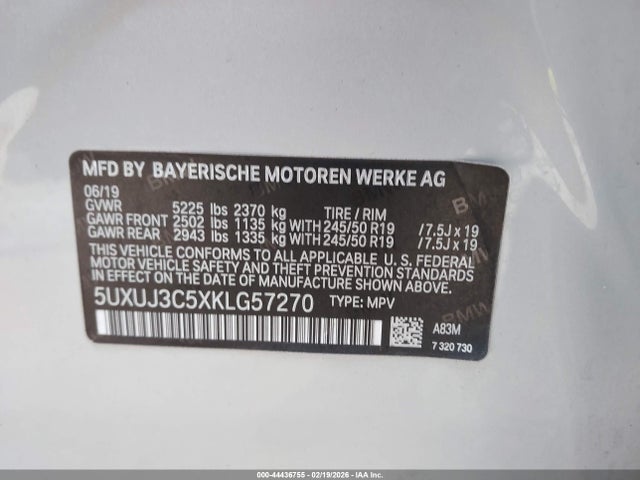 MFD BY BAYERISCHE MOTOREN WERKE AG
06/19
GVWR 5225 lbs 2370 kg TIRE / RIM
GAWR FRONT 2502 lbs 1135 kg WITH 245/50 R19 / 7.5J x 19
GAWR REAR 2943 lbs 1335 kg WITH 245/50 R19 / 7.5J x 19
THIS VEHICLE CONFORMS TO ALL APPLICABLE U. S. FEDERAL
MOTOR VEHICLE SAFETY AND THEFT PREVENTION STANDARDS
IN EFFECT ON THE DATE OF MANUFACTURE SHOWN ABOVE.
5UXUJ3C5XKLG57270 TYPE: MPV
A83M
7 320 730
000-44436755 - 02/19/2026 - IAA Inc.